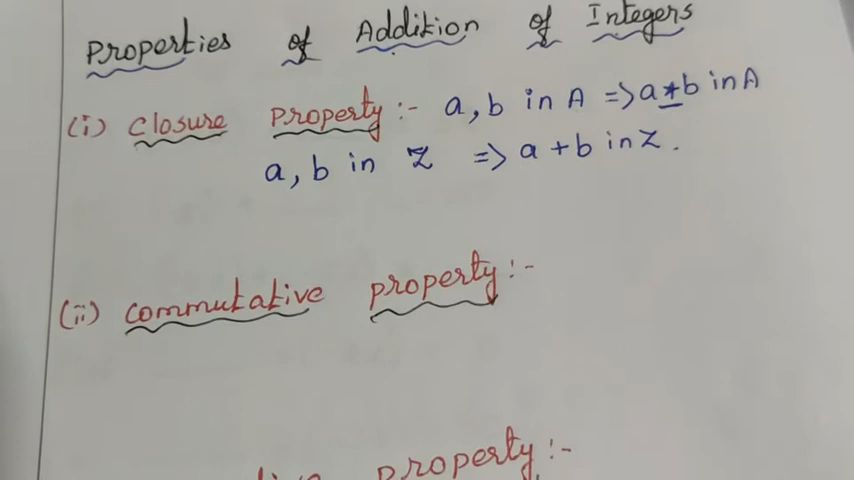 Properties of Addition of Integers
(i) closure property :- a, b in A => a * b in A
a, b in Z => a + b in Z.
(ii) commutative property :-
property :-